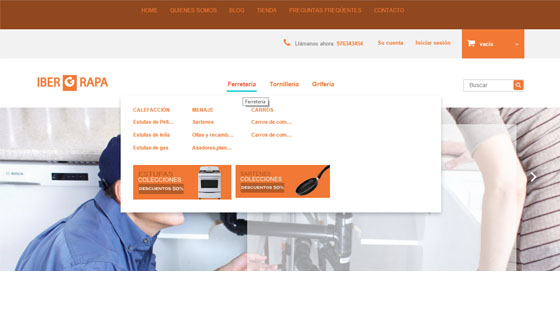 HOME QUIENES SOMOS BLOG TIENDA PREGUNTAS FREQÜENTES CONTACTO
Llámenos ahora: 976343454 Su cuenta Iniciar sesión vacío
IBER G RAPA
Ferretería Tornillería Grifería
Buscar
Ferretería
CALEFACCIÓN MENAJE CARROS
Estufas de Pell... Sartenes Carros de com...
Estufas de leña Ollas y recamb... Carros de com...
Estufas de gas Asadores,plan...
ESTUFAS
COLECCIONES
DESCUENTOS 50%
SARTENES
COLECCIONES
DESCUENTOS 50%